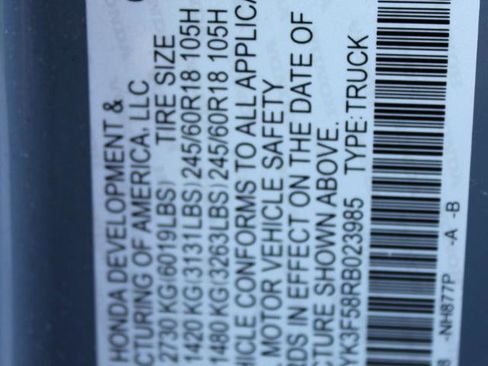 HONDA DEVELOPMENT &
CTURING OF AMERICA, LLC
TIRE SIZE
2730 KG (6019LBS)
1420 KG (3131LBS) 245/60R18 105H
1480 KG (3263LBS) 245/60R18 105H
HICLE CONFORMS TO ALL APPLICA
MOTOR VEHICLE SAFETY
RDS IN EFFECT ON THE DATE OF
CTURE SHOWN ABOVE.
YK3F58RB023985 TYPE: TRUCK
-NH877P -A -B